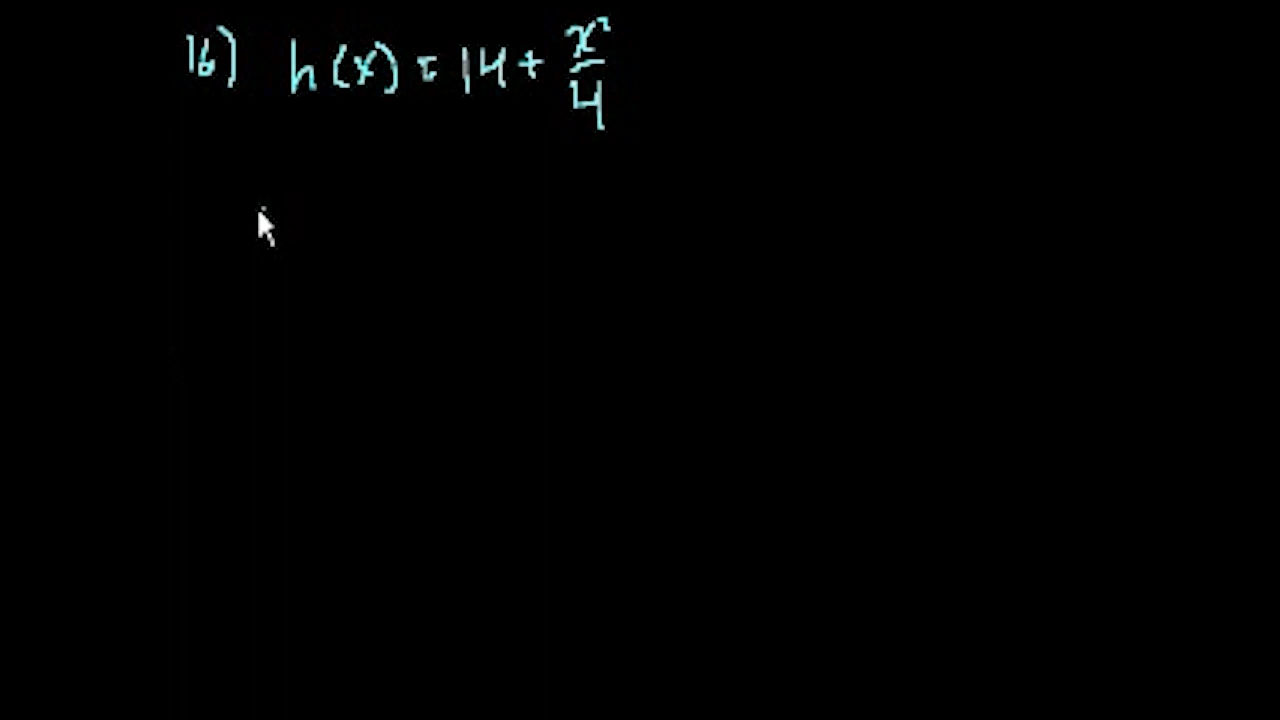 16) h(x) = 14 + x²/4